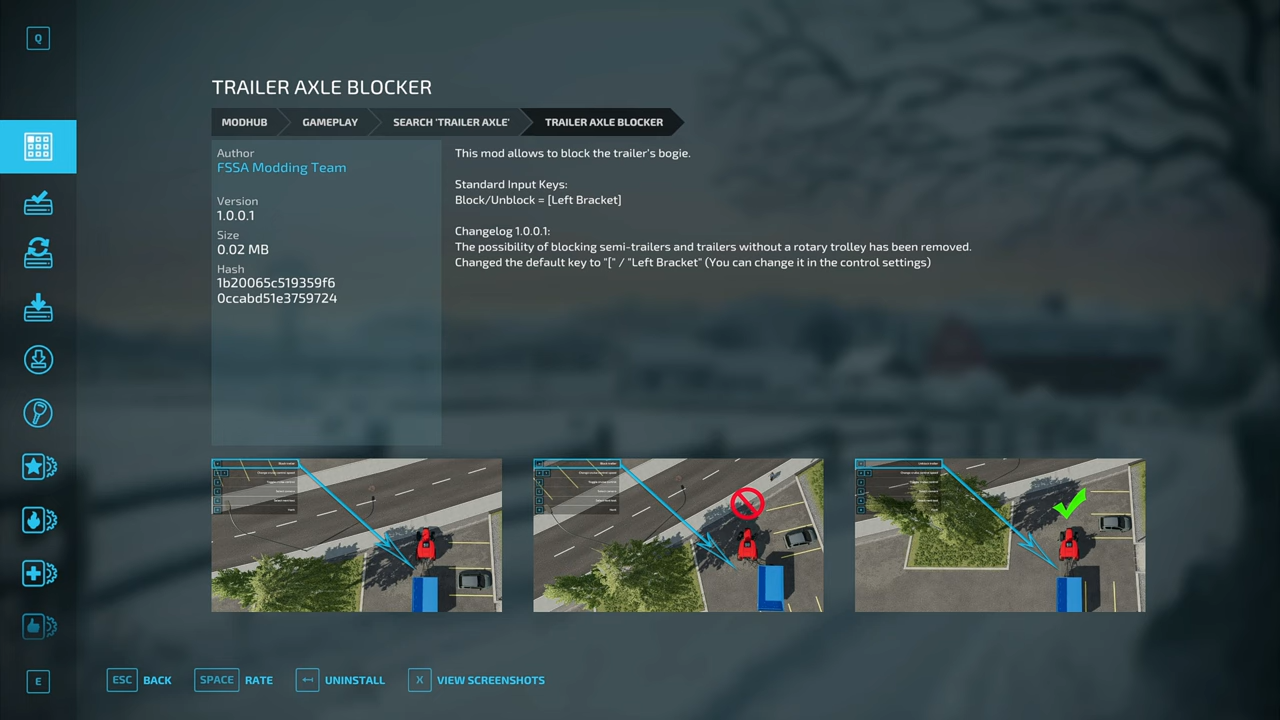 Q
TRAILER AXLE BLOCKER
MODHUB
GAMEPLAY
SEARCH 'TRAILER AXLE'
TRAILER AXLE BLOCKER
Author
FSSA Modding Team
Version
1.0.0.1
Size
0.02 MB
Hash
1b20065c519359f6
0ccabd51e3759724
This mod allows to block the trailer's bogie.
Standard Input Keys:
Block/Unblock = [Left Bracket]
Changelog 1.0.0.1:
The possibility of blocking semi-trailers and trailers without a rotary trolley has been removed.
Changed the default key to "[" / "Left Bracket" (You can change it in the control settings)
E
ESC BACK
SPACE RATE
UNINSTALL
X VIEW SCREENSHOTS